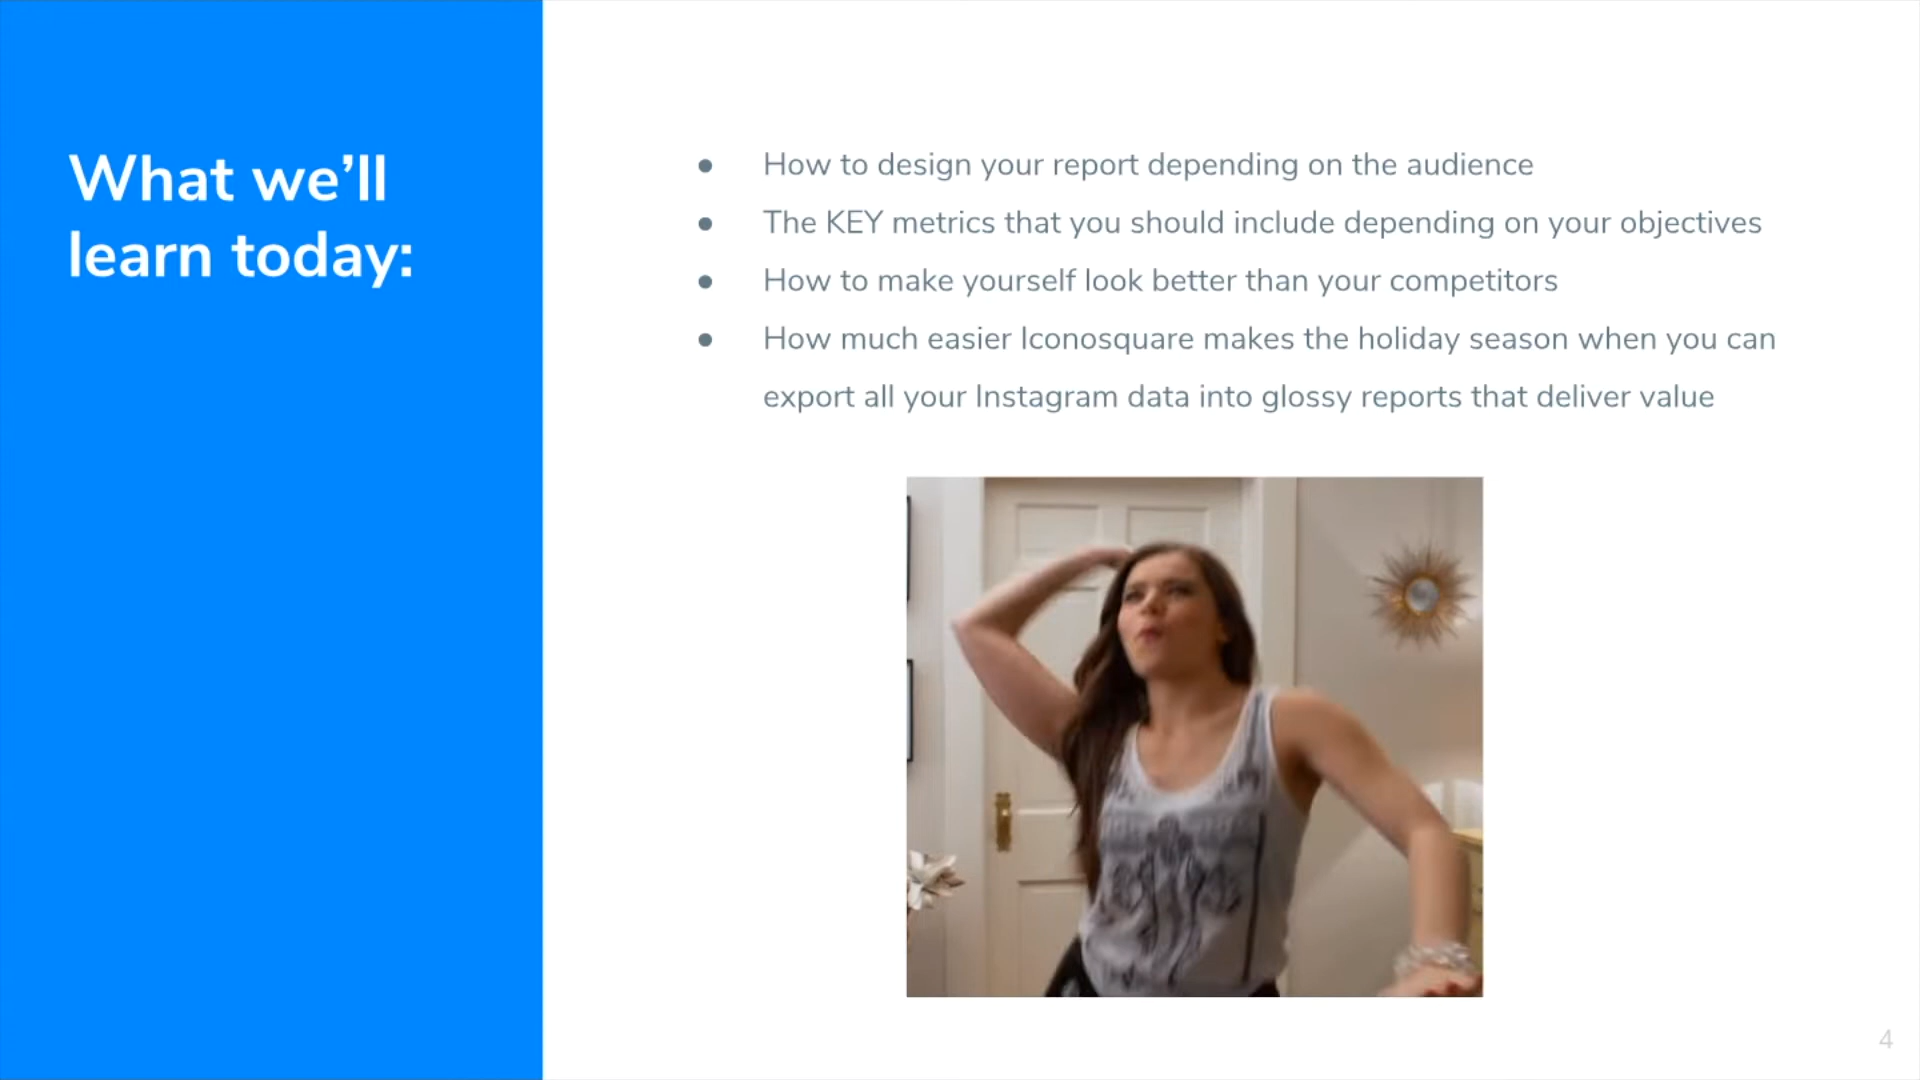 What we’ll
learn today:
● How to design your report depending on the audience
● The KEY metrics that you should include depending on your objectives
● How to make yourself look better than your competitors
● How much easier Iconosquare makes the holiday season when you can
export all your Instagram data into glossy reports that deliver value
4